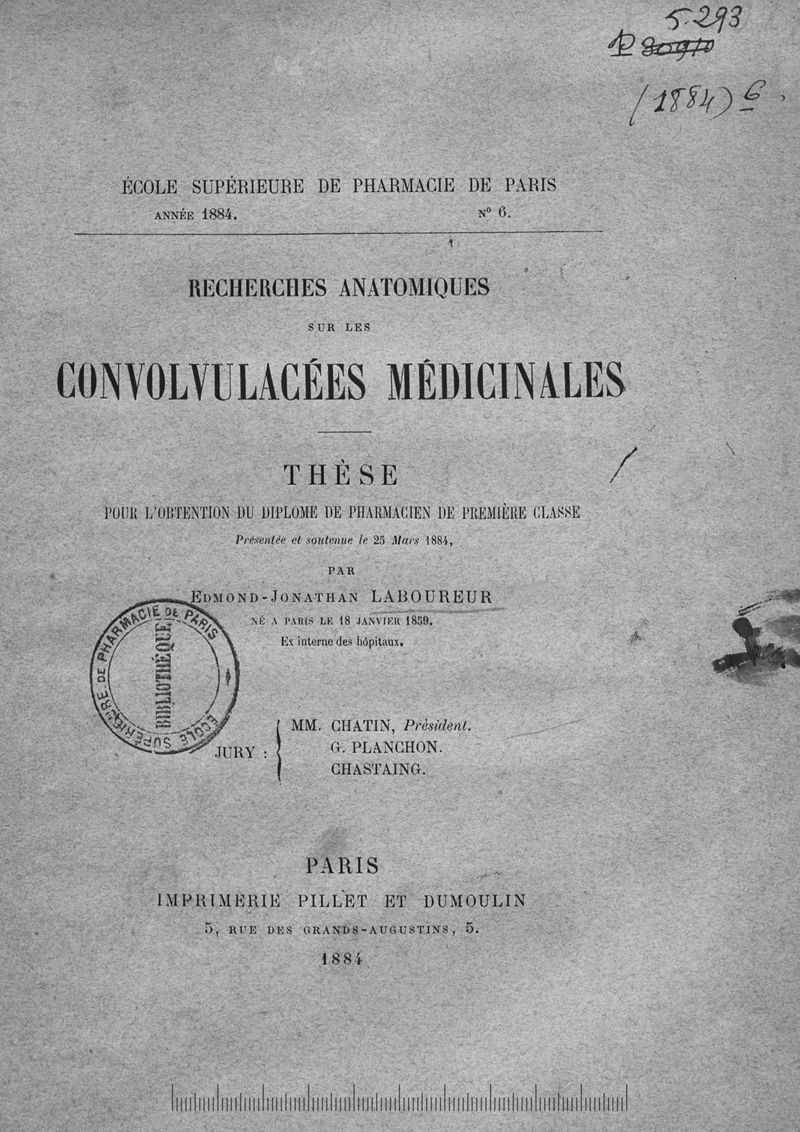 5.293
(1884) 6
ÉCOLE SUPÉRIEURE DE PHARMACIE DE PARIS
ANNÉE 1884. N° 6.
RECHERCHES ANATOMIQUES
SUR LES
CONVOLVULACÉES MÉDICINALES
THÈSE
POUR L'OBTENTION DU DIPLOME DE PHARMACIEN DE PREMIÈRE CLASSE
Présentée et soutenue le 25 Mars 1884,
PAR
EDMOND-JONATHAN LABOUREUR
NÉ A PARIS LE 18 JANVIER 1859.
Ex interne des hôpitaux.
ÉCOLE SUPÉRIEURE DE PHARMACIE DE PARIS
BIBLIOTHÈQUE
JURY : MM. CHATIN, Président.
G. PLANCHON.
CHASTAING.
PARIS
IMPRIMERIE PILLET ET DUMOULIN
5, RUE DES GRANDS-AUGUSTINS, 5.
1884